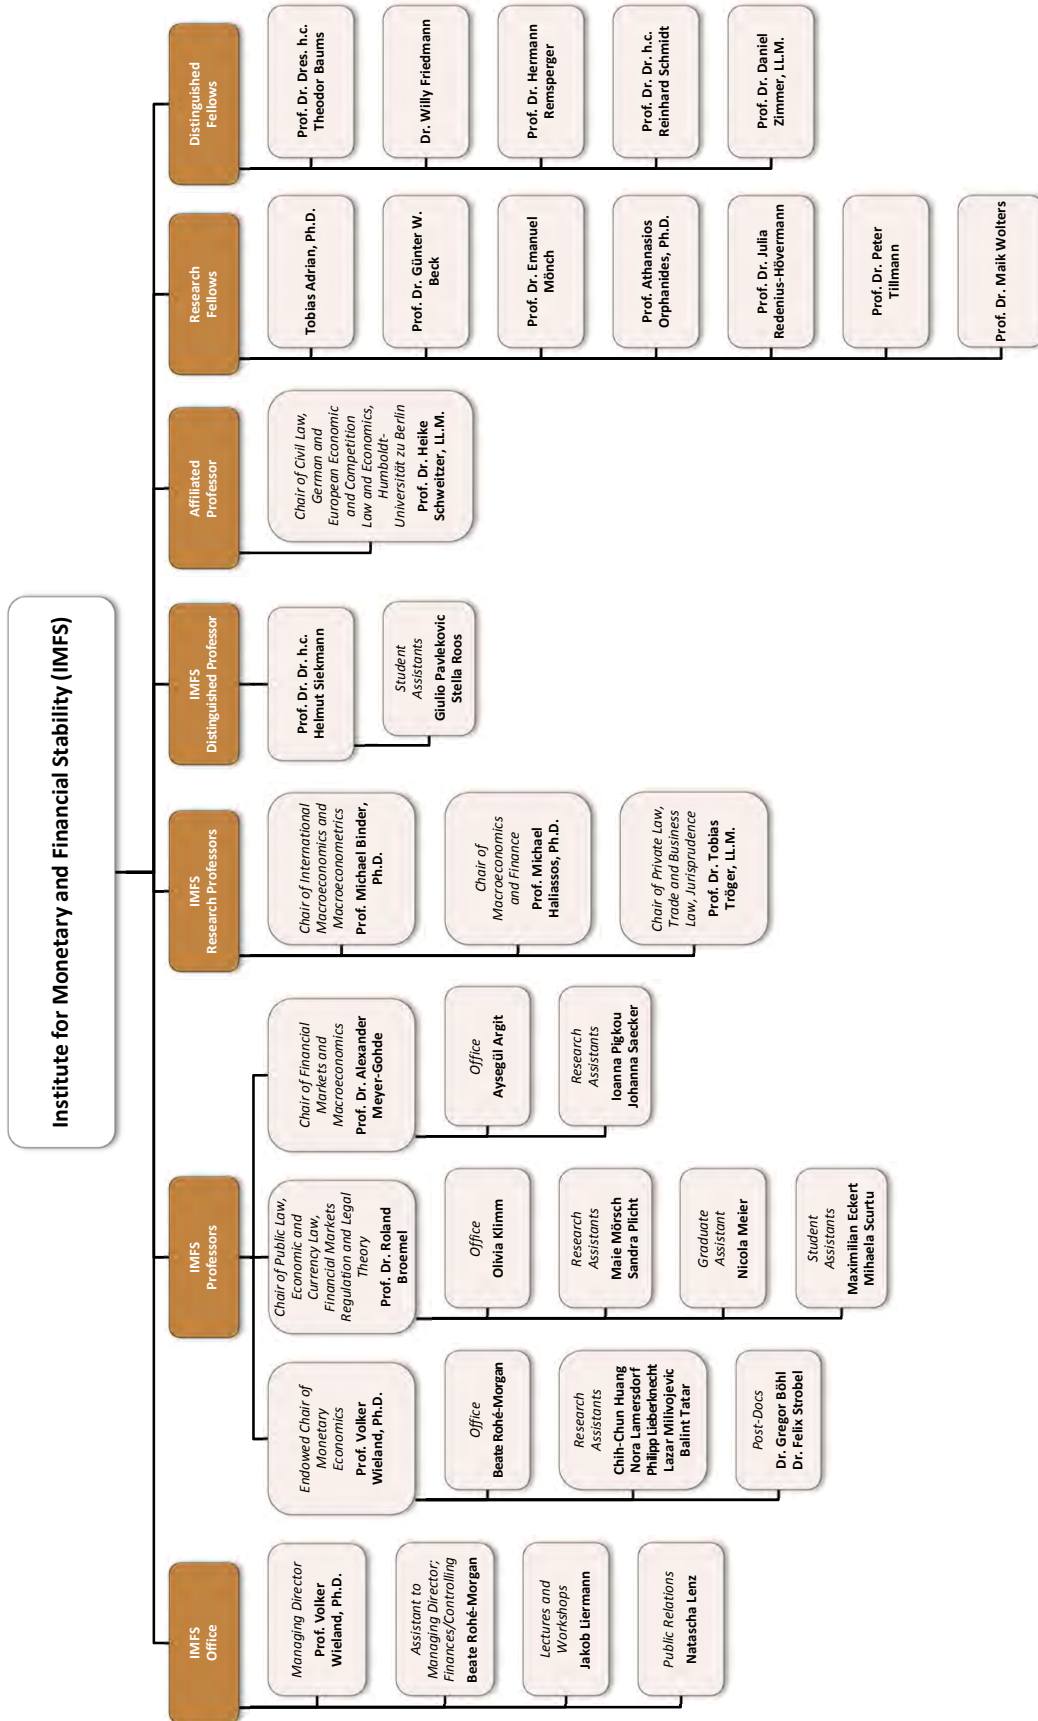 Institute for Monetary and Financial Stability (IMFS)
IMFS
Office
Managing Director
Prof. Volker
Wieland, Ph.D.
Assistant to
Managing Director;
Finances/Controlling
Beate Rohé-Morgan
Lectures and
Workshops
Jakob Liermann
Public Relations
Natascha Lenz
IMFS
Professors
Endowed Chair of
Monetary
Economics
Prof. Volker
Wieland, Ph.D.
Office
Beate Rohé-Morgan
Research
Assistants
Chih-Chun Huang
Nora Lamersdorf
Philipp Lieberknecht
Lazar Milivojevic
Balint Tatar
Post-Docs
Dr. Gregor Böhl
Dr. Felix Strobel
Chair of Public Law,
Economic and
Currency Law,
Financial Markets
Regulation and Legal
Theory
Prof. Dr. Roland
Broemel
Office
Olivia Klimm
Research
Assistants
Marie Mörsch
Sandra Plicht
Graduate
Assistant
Nicola Meier
Student
Assistants
Maximilian Eckert
Mihaela Scurtu
Chair of Financial
Markets and
Macroeconomics
Prof. Dr. Alexander
Meyer-Gohde
Office
Aysegül Argit
Research
Assistants
Ioanna Pigkou
Johanna Saecker
IMFS
Research Professors
Chair of International
Macroeconomics and
Macroeconometrics
Prof. Michael Binder,
Ph.D.
Chair of
Macroeconomics
and Finance
Prof. Michael
Haliassos, Ph.D.
Chair of Private Law,
Trade and Business
Law, Jurisprudence
Prof. Dr. Tobias
Tröger, LL.M.
IMFS
Distinguished Professor
Prof. Dr. Dr. h.c.
Helmut Siekmann
Student
Assistants
Giulio Pavlekovic
Stella Roos
Affiliated
Professor
Chair of Civil Law,
German and
European Economic
and Competition
Law and Economics,
Humboldt-
Universität zu Berlin
Prof. Dr. Heike
Schweitzer, LL.M.
Research
Fellows
Tobias Adrian, Ph.D.
Prof. Dr. Günter W.
Beck
Prof. Dr. Emanuel
Mönch
Prof. Athanasios
Orphanides, Ph.D.
Prof. Dr. Julia
Redenius-Hövermann
Prof. Dr. Peter
Tillmann
Prof. Dr. Maik Wolters
Distinguished
Fellows
Prof. Dr. Dres. h.c.
Theodor Baums
Dr. Willy Friedmann
Prof. Dr. Hermann
Remsperger
Prof. Dr. Dr. h.c.
Reinhard Schmidt
Prof. Dr. Daniel
Zimmer, LL.M.